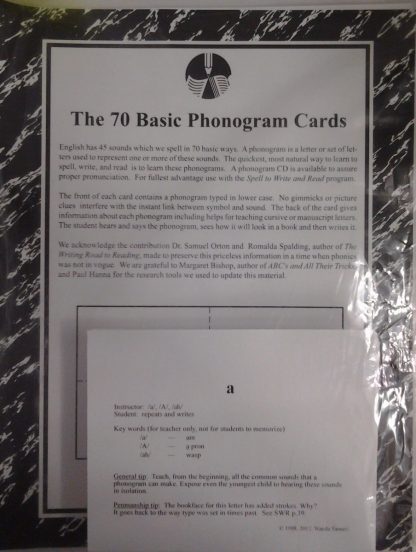 The 70 Basic Phonogram Cards
English has 45 sounds which we spell in 70 basic ways. A phonogram is a letter or set of let-
ters used to represent one or more of these sounds. The quickest, most natural way to learn to
spell, write, and read is to learn these phonograms. A phonogram CD is available to assure
proper pronunciation. For fullest advantage use with the Spell to Write and Read program.
The front of each card contains a phonogram typed in lower case. No gimmicks or picture
clues interfere with the instant link between symbol and sound. The back of the card gives
information about each phonogram including helps for teaching cursive or manuscript letters.
The student hears and says the phonogram, sees how it will look in a book and then writes it.
We acknowledge the contribution Dr. Samuel Orton and Romalda Spalding, author of The
Writing Road to Reading, made to preserve this priceless information in a time when phonics
was not in vogue. We are grateful to Margaret Bishop, author of ABC's and All Their Tricks
and Paul Hanna for the research tools we used to update this material.
a
Instructor: /a/, /A/, /ah/
Student: repeats and writes
Key words (for teacher only, not for students to memorize)
/a/ — am
/A/ — a pron
/ah/ — wasp
General tip: Teach, from the beginning, all the common sounds that a
phonogram can make. Expose even the youngest child to hearing these sounds
in isolation.
Penmanship tip: The bookface for this letter has added strokes. Why?
It goes back to the way type was set in times past. See SWR p.19.
© 1998, 2012 Wanda Sanseri